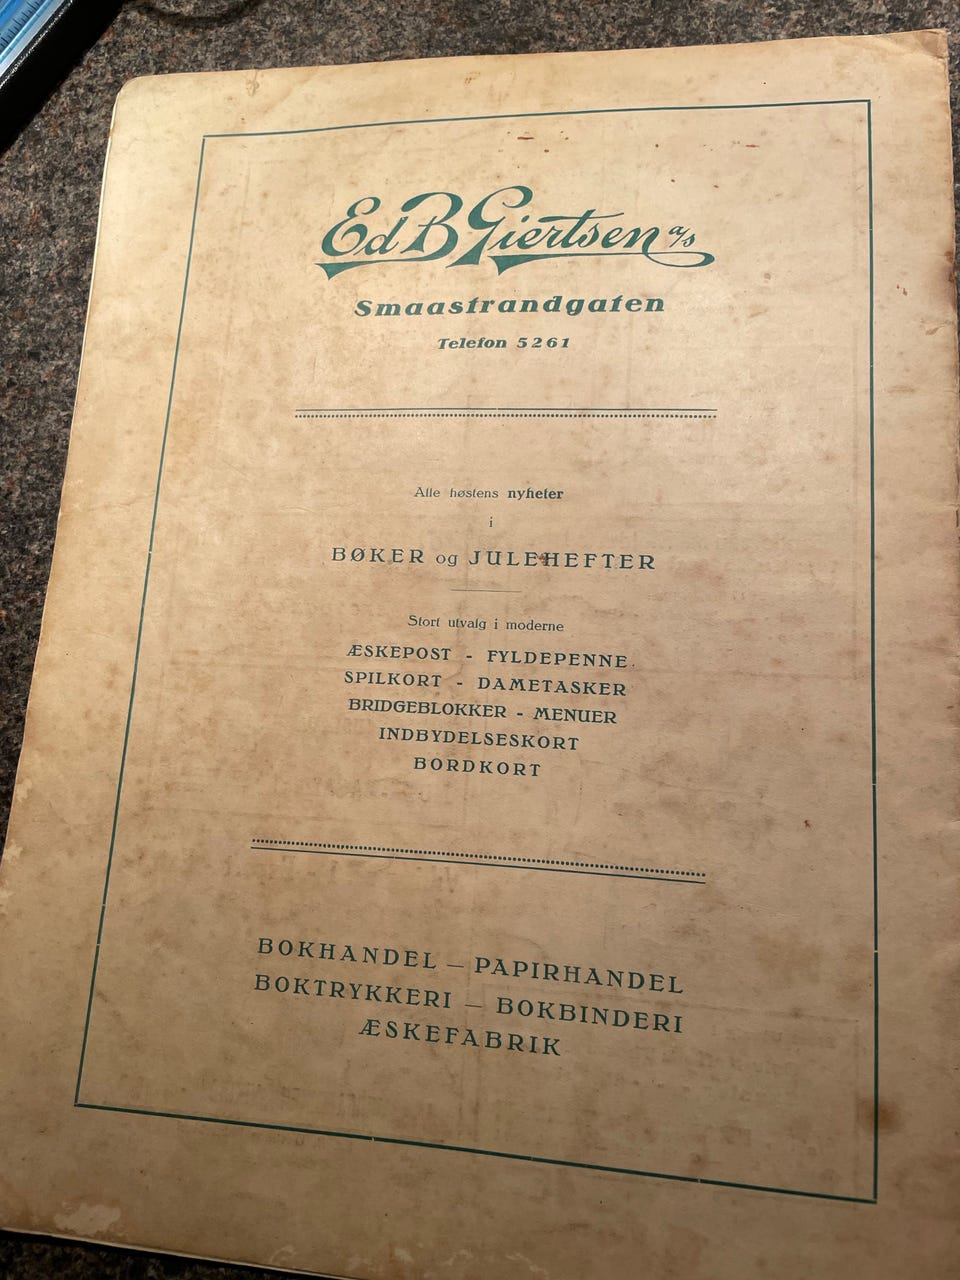 Ed B Giertsen a/s
Smaastrandgaten
Telefon 5261
Alle høstens nyheter
i
BØKER og JULEHEFTER
Stort utvalg i moderne
ÆSKEPOST - FYLDEPENNE
SPILKORT - DAMETASKER
BRIDGEBLOKKER - MENUER
INDBYDELSESKORT
BORDKORT
BOKHANDEL — PAPIRHANDEL
BOKTRYKKERI — BOKBINDERI
ÆSKEFABRIK